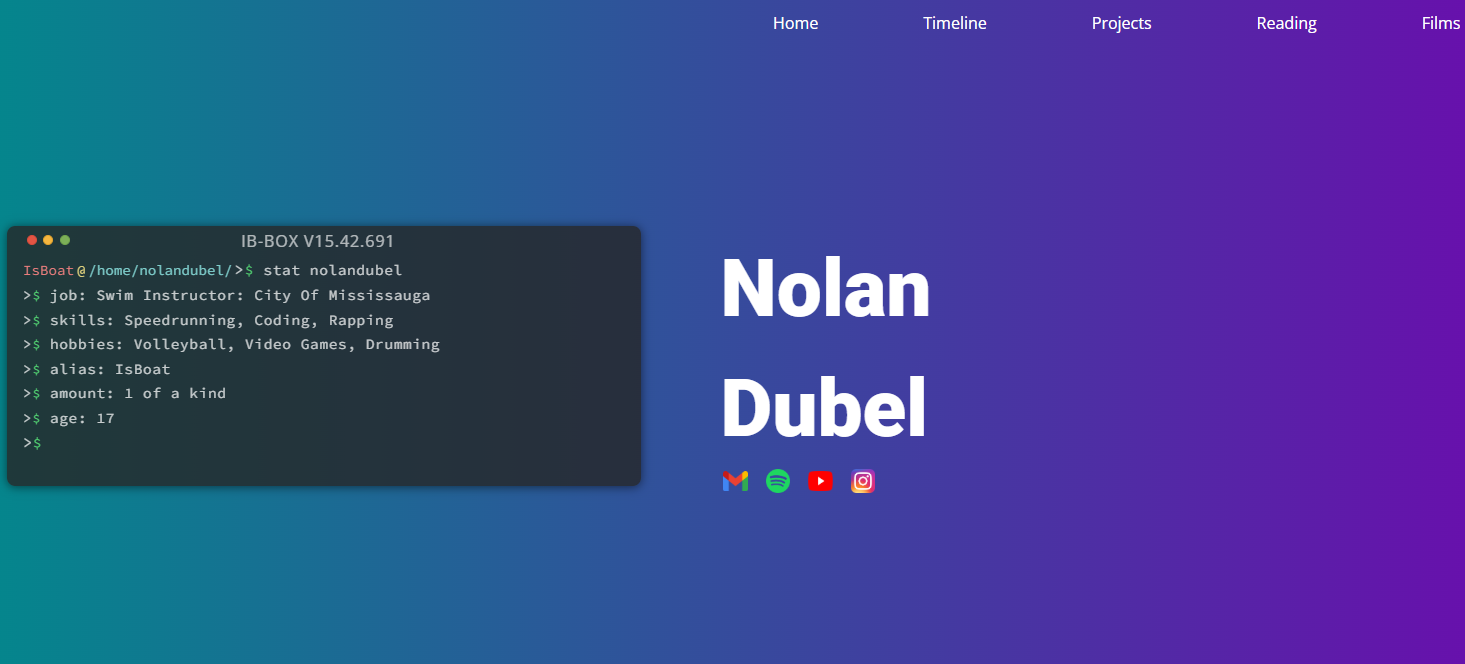 Home Timeline Projects Reading Films
IB-BOX V15.42.691
IsBoat@/home/nolandubel/>$ stat nolandubel
>$ job: Swim Instructor: City Of Mississauga
>$ skills: Speedrunning, Coding, Rapping
>$ hobbies: Volleyball, Video Games, Drumming
>$ alias: IsBoat
>$ amount: 1 of a kind
>$ age: 17
>$
Nolan
Dubel